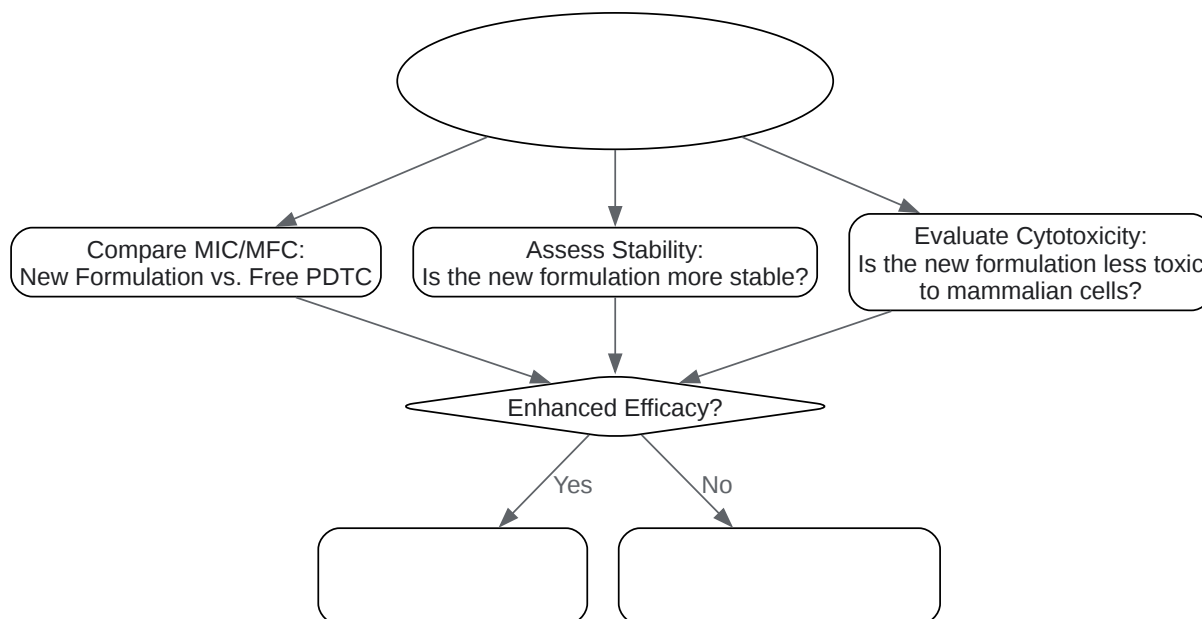 Compare MIC/MFC:
New Formulation vs. Free PDTC
Assess Stability:
Is the new formulation more stable?
Evaluate Cytotoxicity:
Is the new formulation less toxic
to mammalian cells?
Enhanced Efficacy?
Yes
No